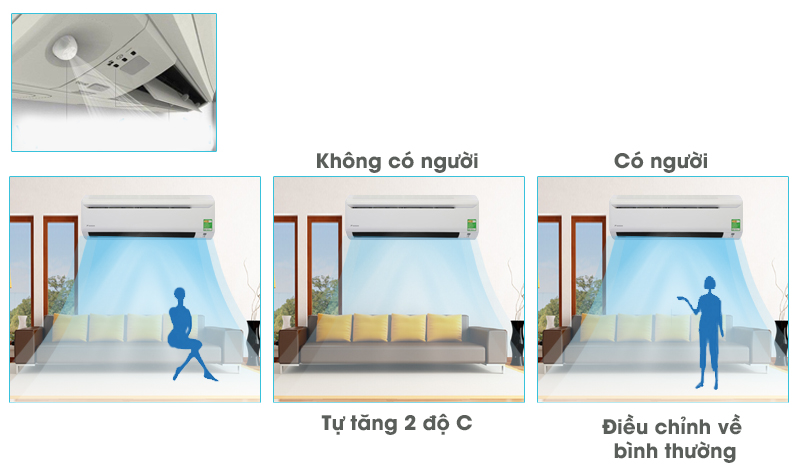 Không có người
Có người
Tự tăng 2 độ C
Điều chỉnh về
bình thường